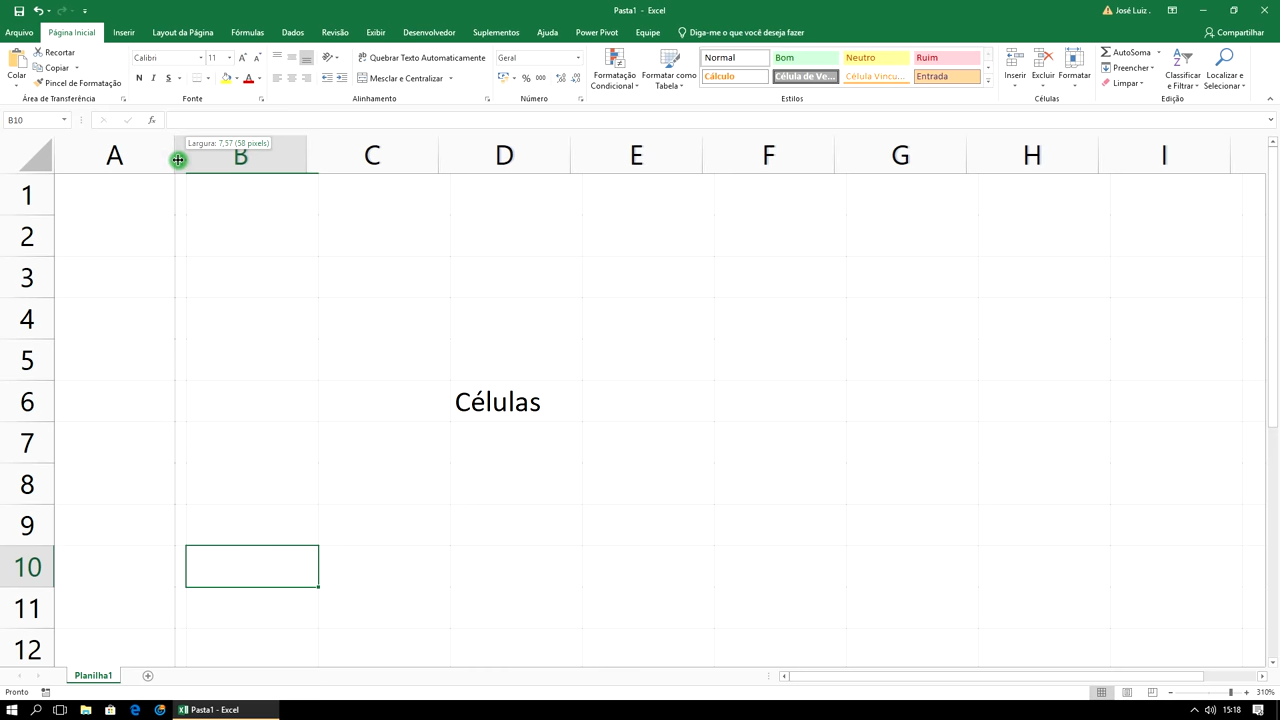 Pasta1 - Excel
José Luiz .
Arquivo Página Inicial Inserir Layout da Página Fórmulas Dados Revisão Exibir Desenvolvedor Suplementos Ajuda Power Pivot Equipe Diga-me o que você deseja fazer Compartilhar
Colar
Recortar
Copiar
Pincel de Formatação
Área de Transferência
Calibri 11
N I S
Fonte
Quebrar Texto Automaticamente
Mesclar e Centralizar
Alinhamento
Geral
% 000
Número
Formatação Condicional
Formatar como Tabela
Normal Bom Neutro Ruim
Cálculo Célula de Ve... Célula Vincu... Entrada
Estilos
Inserir Excluir Formatar
Células
AutoSoma
Preencher
Limpar
Classificar e Filtrar
Localizar e Selecionar
Edição
B10
fx
Largura: 7,57 (58 pixels)
A B C D E F G H I
1
2
3
4
5
6 Células
7
8
9
10
11
12
Planilha1
Pronto
310%
Pasta1 - Excel
15:18